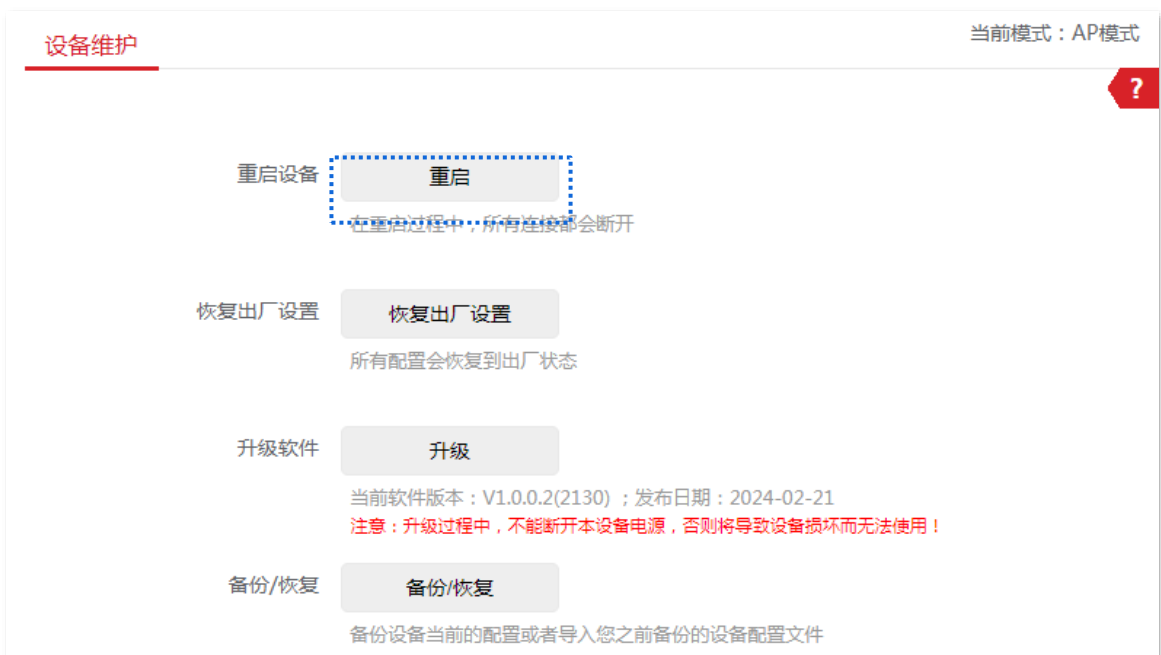 设备维护
当前模式：AP模式
?
重启设备
重启
在重启过程中，所有连接都会断开
恢复出厂设置
恢复出厂设置
所有配置会恢复到出厂状态
升级软件
升级
当前软件版本：V1.0.0.2(2130) ；发布日期：2024-02-21
注意：升级过程中，不能断开本设备电源，否则将导致设备损坏而无法使用！
备份/恢复
备份/恢复
备份设备当前的配置或者导入您之前备份的设备配置文件